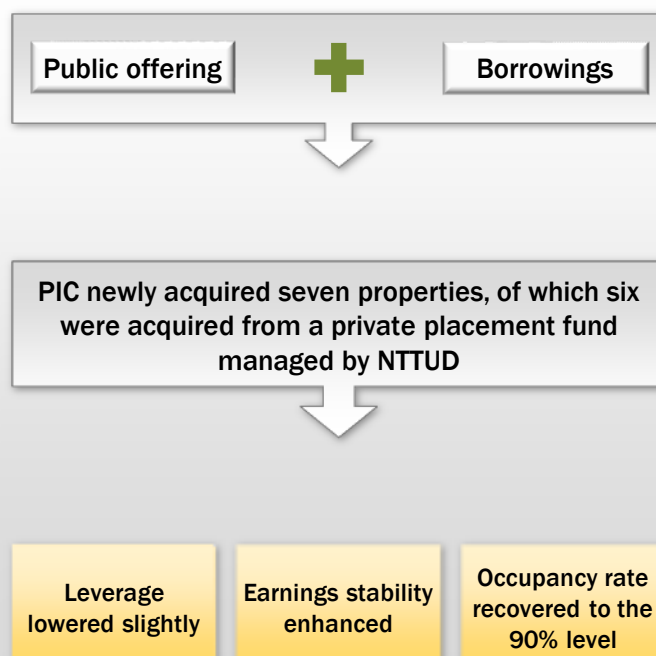 Public offering
Borrowings
PIC newly acquired seven properties, of which six
were acquired from a private placement fund
managed by NTTUD
Leverage
lowered slightly
Earnings stability
enhanced
Occupancy rate
recovered to the
90% level